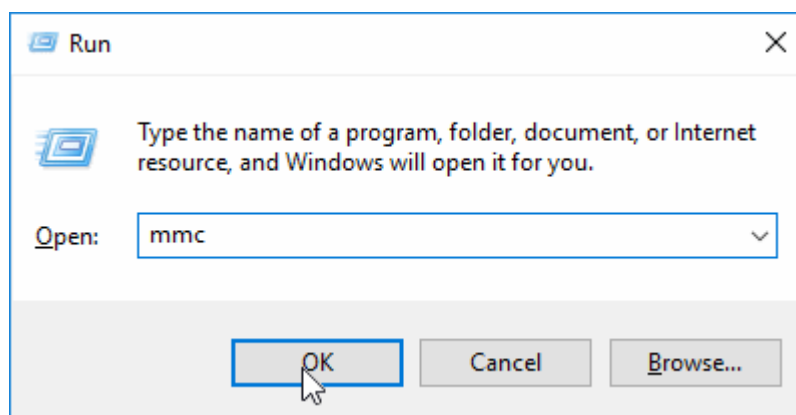 Run
Type the name of a program, folder, document, or Internet
resource, and Windows will open it for you.
Open: mmc
OK Cancel Browse...